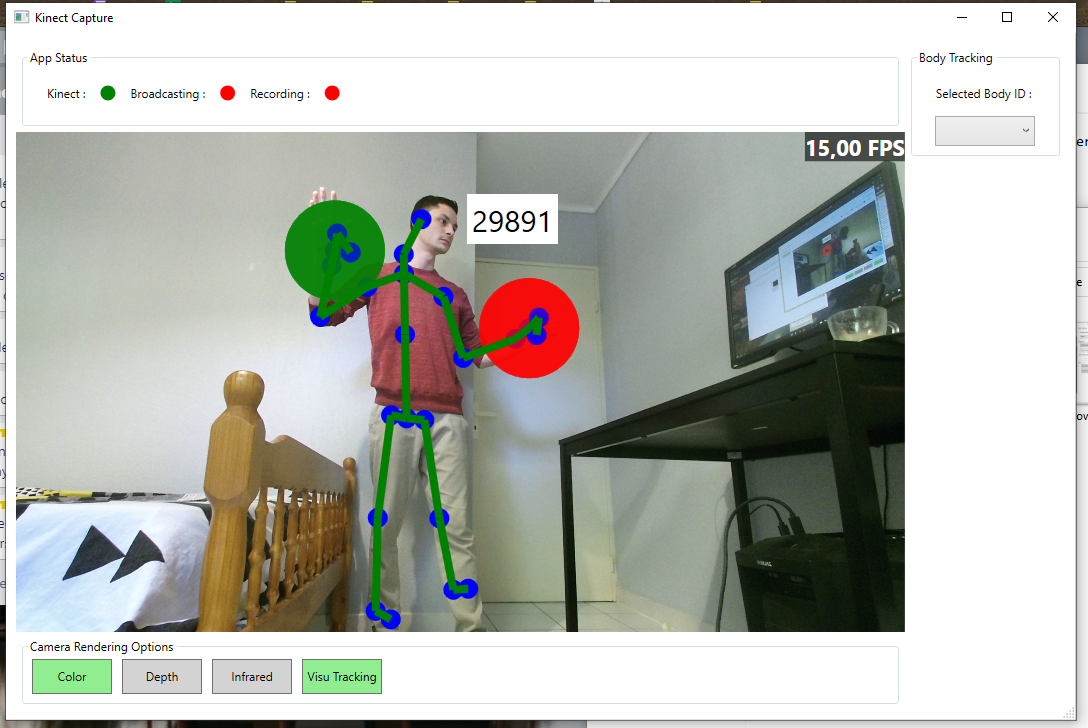 Kinect Capture
App Status
Kinect :
Broadcasting :
Recording :
Body Tracking
Selected Body ID :
15,00 FPS
29891
Camera Rendering Options
Color
Depth
Infrared
Visu Tracking